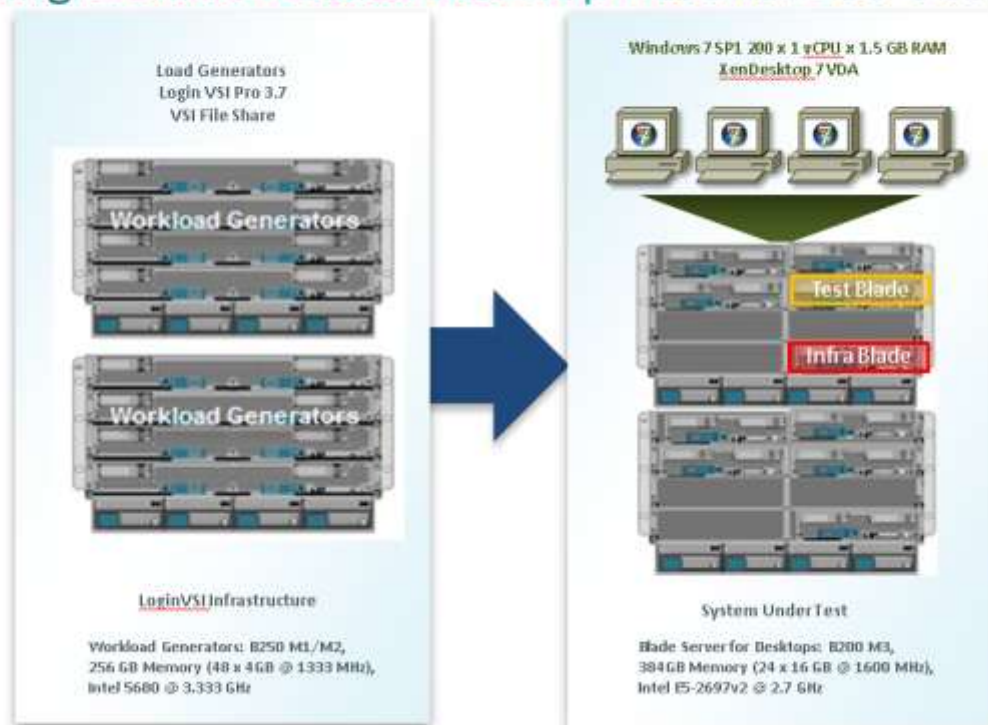 Load Generators
Login VSI Pro 3.7
VSI File Share
Workload Generators
Workload Generators
LoginVSI Infrastructure
Workload Generators: B250 M1/M2,
256 GB Memory (48 x 4GB @ 1333 MHz),
Intel 5680 @ 3.333 GHz
Windows 7 SP1 200 x 1 vCPU x 1.5 GB RAM
XenDesktop 7 VDA
Test Blade
Infra Blade
System Under Test
Blade Server for Desktops: B200 M3,
384GB Memory (24 x 16 GB @ 1600 MHz),
Intel E5-2697v2 @ 2.7 GHz